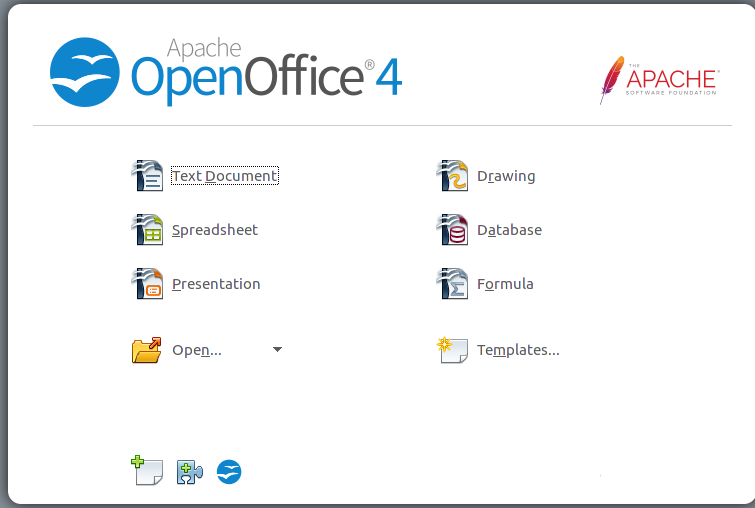 Apache
OpenOffice® 4
THE
APACHE®
SOFTWARE FOUNDATION
Text Document
Drawing
Spreadsheet
Database
Presentation
Formula
Open...
Templates...